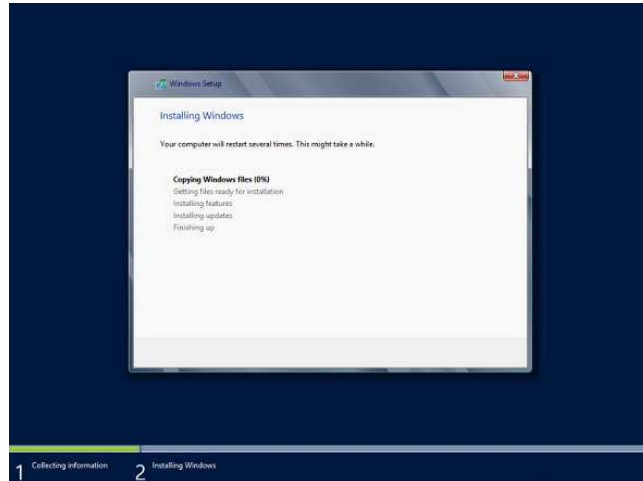 Windows Setup
Installing Windows
Your computer will restart several times. This might take a while.
Copying Windows files (0%)
Getting files ready for installation
Installing features
Installing updates
Finishing up
1 Collecting information
2 Installing Windows